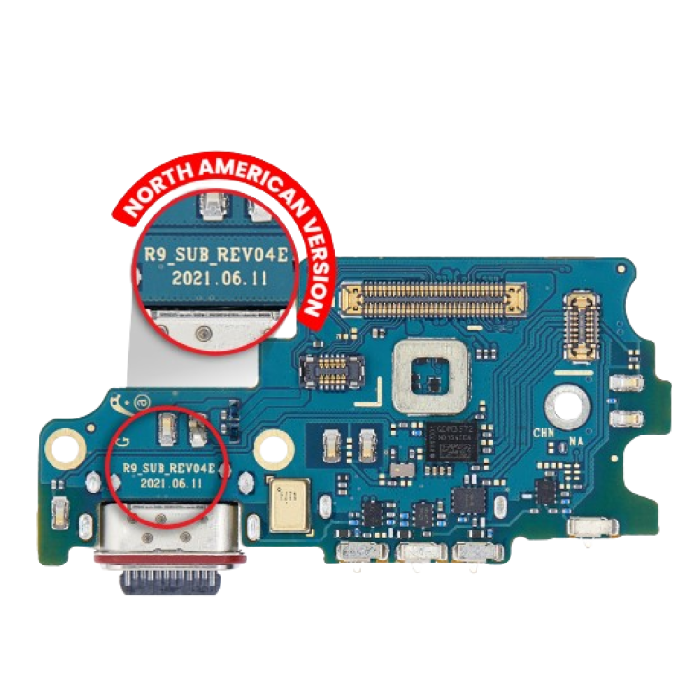 NORTH AMERICAN VERSION
R9_SUB_REV04E
2021.06.11
G
a
R9_SUB_REV04E
2021.06.11
CHN
NA